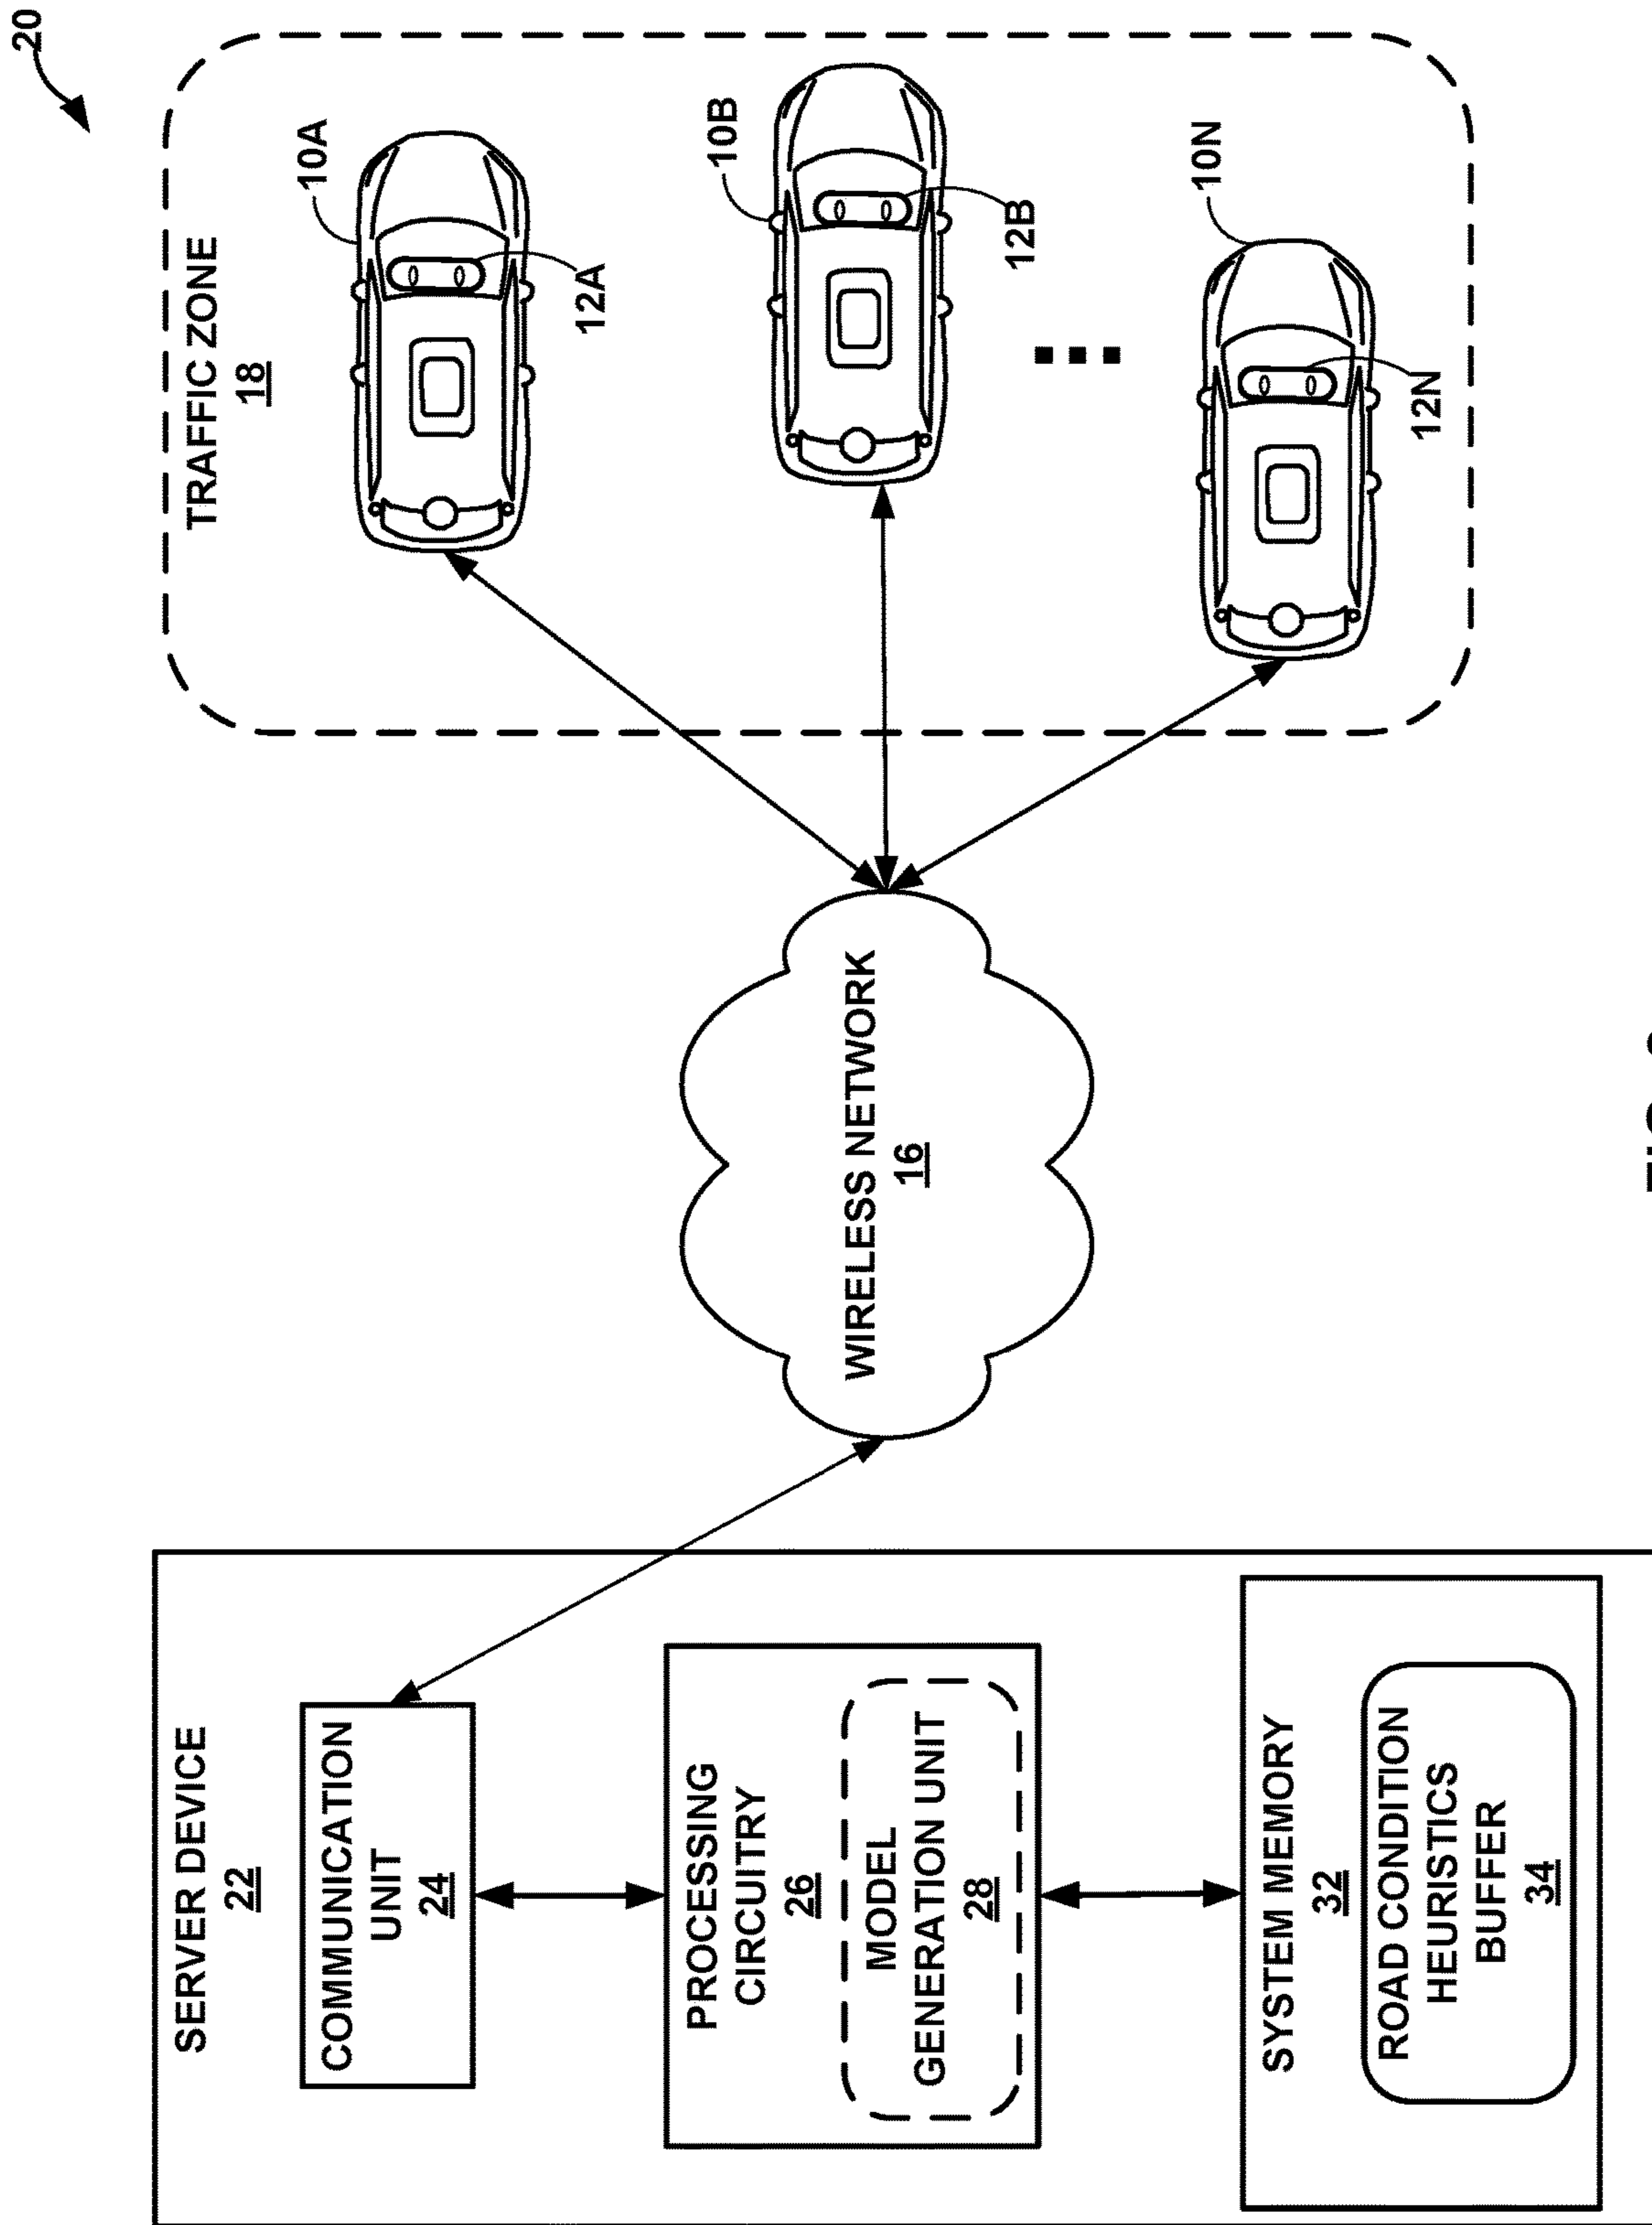 20
SERVER DEVICE
22
COMMUNICATION
UNIT
24
PROCESSING
CIRCUITRY
26
MODEL
GENERATION UNIT
28
SYSTEM MEMORY
32
ROAD CONDITION
HEURISTICS
BUFFER
34
WIRELESS NETWORK
16
TRAFFIC ZONE
18
10A
12A
10B
12B
10N
12N